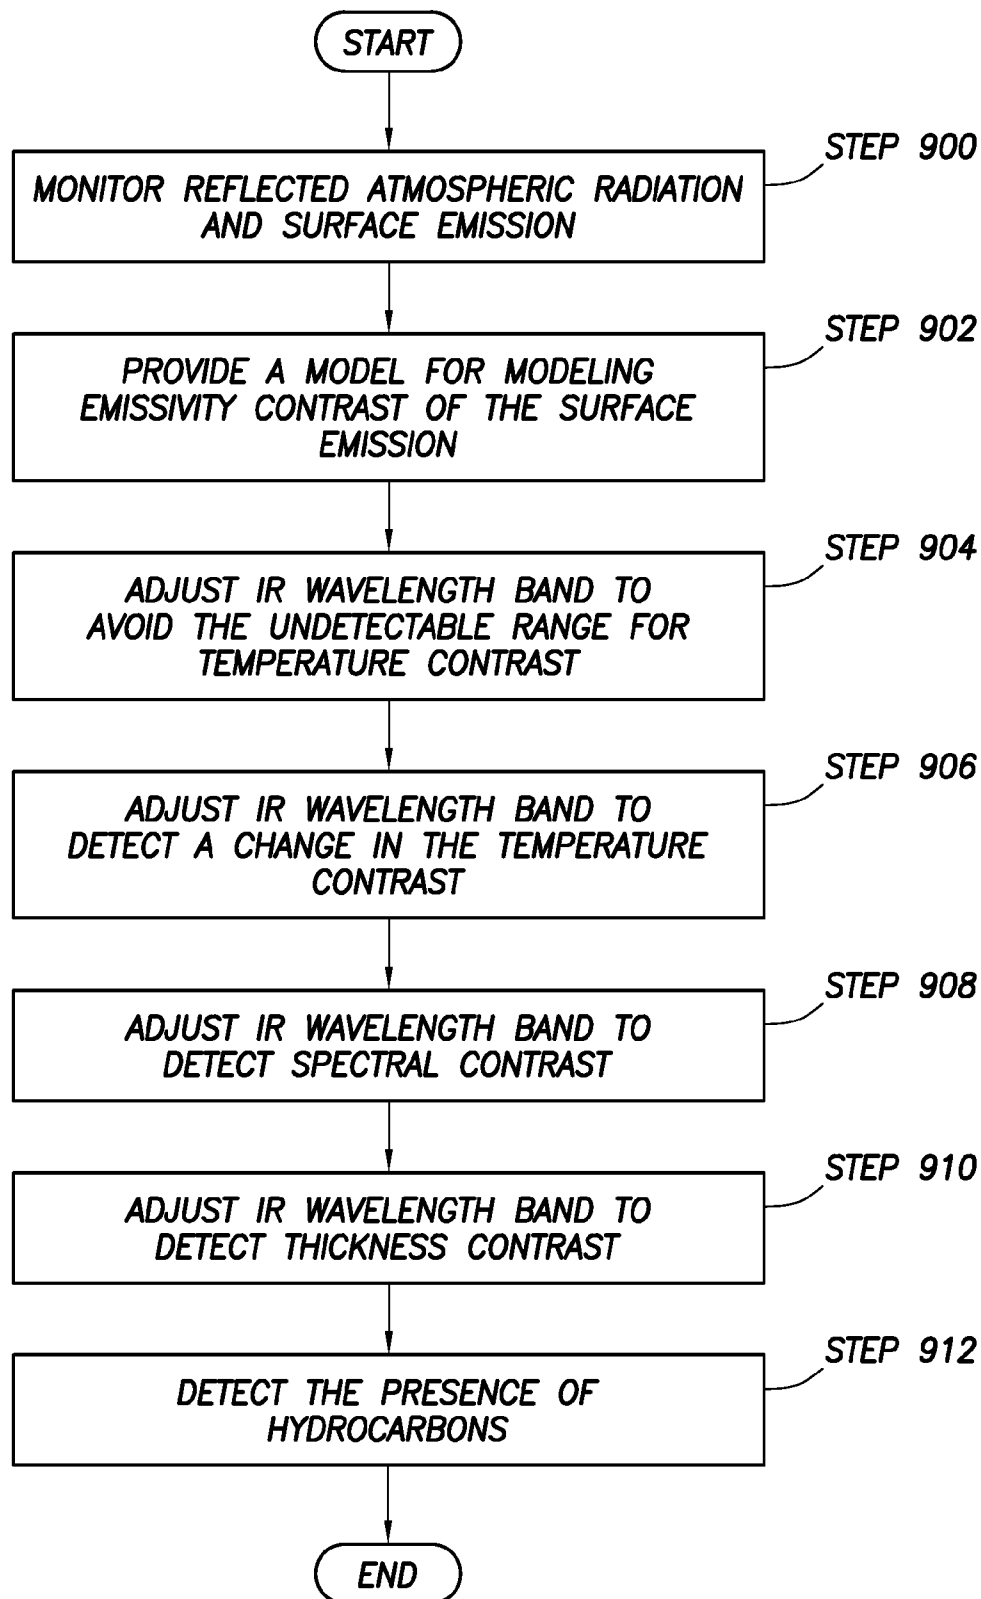 START
STEP 900
MONITOR REFLECTED ATMOSPHERIC RADIATION
AND SURFACE EMISSION
STEP 902
PROVIDE A MODEL FOR MODELING
EMISSIVITY CONTRAST OF THE SURFACE
EMISSION
STEP 904
ADJUST IR WAVELENGTH BAND TO
AVOID THE UNDETECTABLE RANGE FOR
TEMPERATURE CONTRAST
STEP 906
ADJUST IR WAVELENGTH BAND TO
DETECT A CHANGE IN THE TEMPERATURE
CONTRAST
STEP 908
ADJUST IR WAVELENGTH BAND TO
DETECT SPECTRAL CONTRAST
STEP 910
ADJUST IR WAVELENGTH BAND TO
DETECT THICKNESS CONTRAST
STEP 912
DETECT THE PRESENCE OF
HYDROCARBONS
END